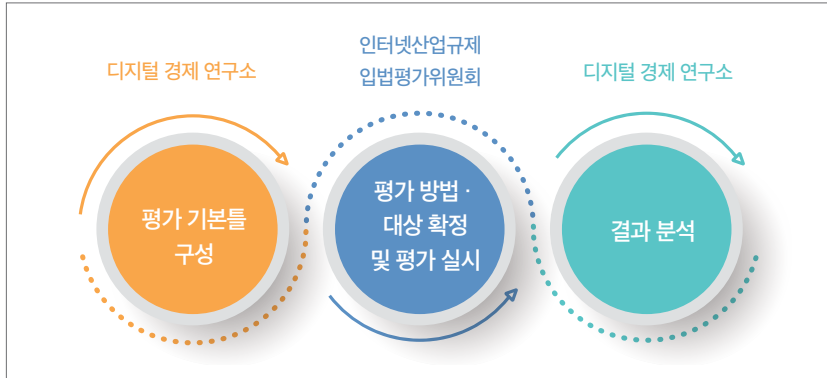 디지털 경제 연구소
인터넷산업규제
입법평가위원회
디지털 경제 연구소
평가 기본틀
구성
평가 방법 ·
대상 확정
및 평가 실시
결과 분석